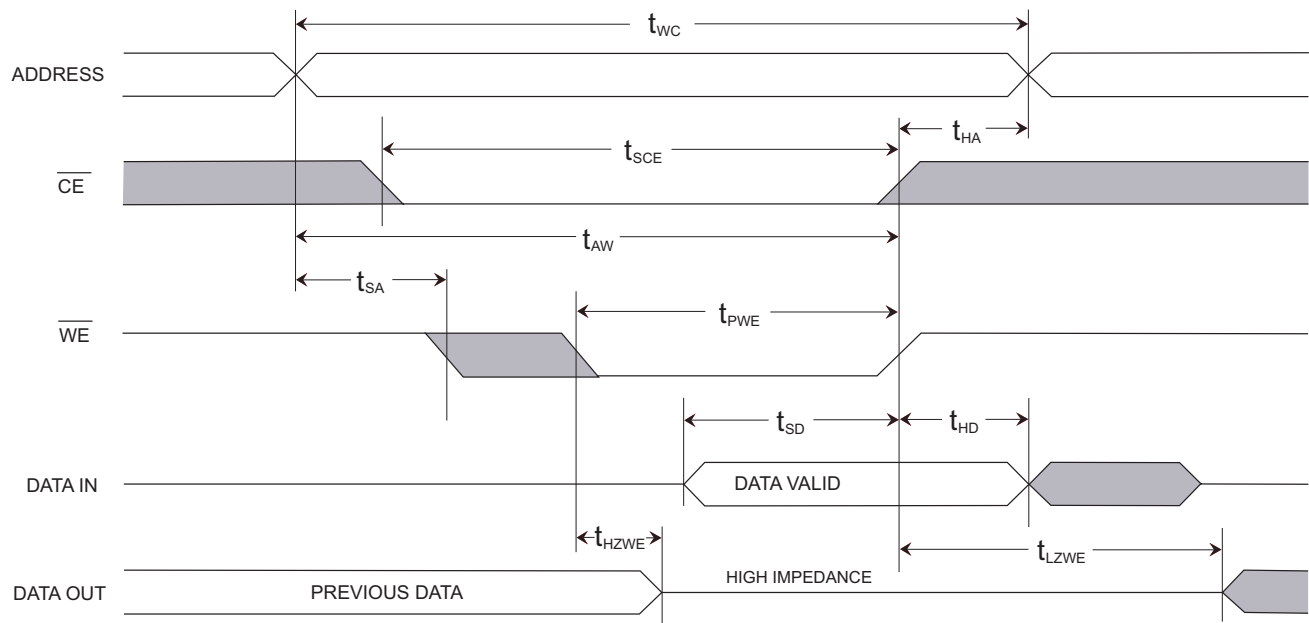 tWC
ADDRESS
tHA
tSCE
CE
tAW
tSA
tPWE
WE
tSD
tHD
DATA IN
DATA VALID
tHZWE
tLZWE
HIGH IMPEDANCE
DATA OUT
PREVIOUS DATA